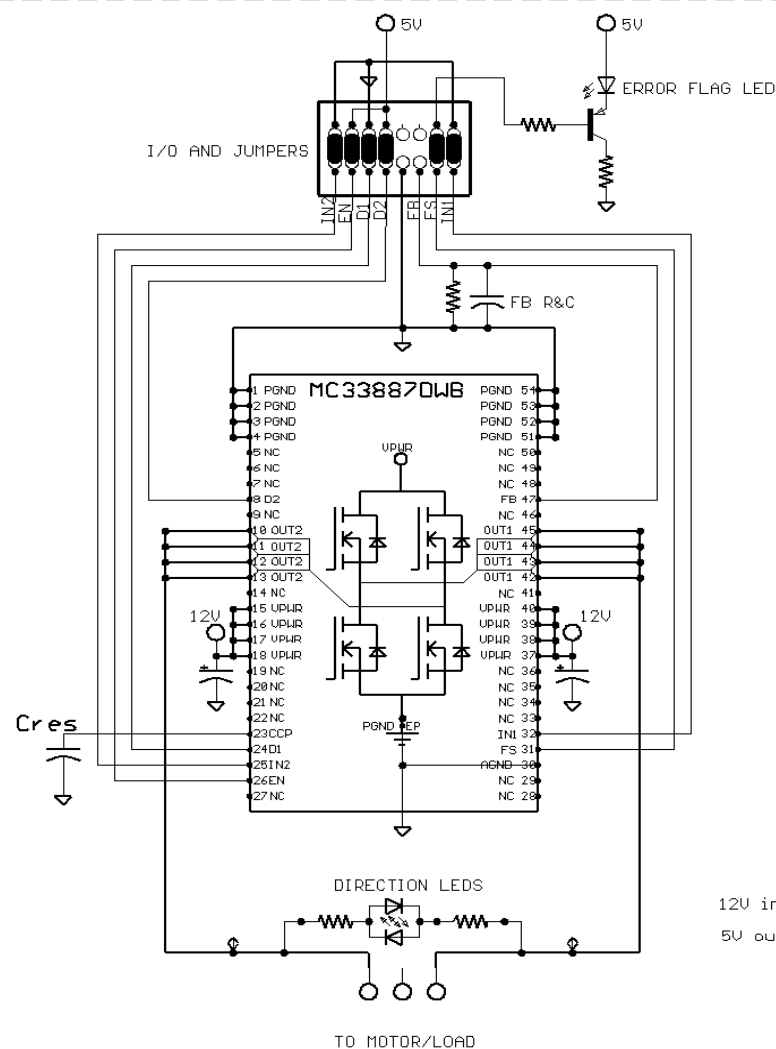 5V
5V
ERROR FLAG LED
I/O AND JUMPERS
IN2 EN D1 D2 FB FS IN1
FB R&C
MC33887DWB
1 PGND PGND 54
2 PGND PGND 53
3 PGND PGND 52
4 PGND PGND 51
5 NC NC 50
6 NC NC 49
7 NC NC 48
8 D2 FB 47
9 NC NC 46
10 OUT2 OUT1 45
11 OUT2 OUT1 44
12 OUT2 OUT1 43
13 OUT2 OUT1 42
14 NC NC 41
15 VPWR VPWR 40
16 VPWR VPWR 39
17 VPWR VPWR 38
18 VPWR VPWR 37
19 NC NC 36
20 NC NC 35
21 NC NC 34
22 NC NC 33
23 CCP IN1 32
24 D1 FS 31
25 IN2 AGND 30
26 EN NC 29
27 NC NC 28
VPWR
12V
+
12V
+
PGND EP
Cres
DIRECTION LEDS
12V in
5V ou
TO MOTOR/LOAD